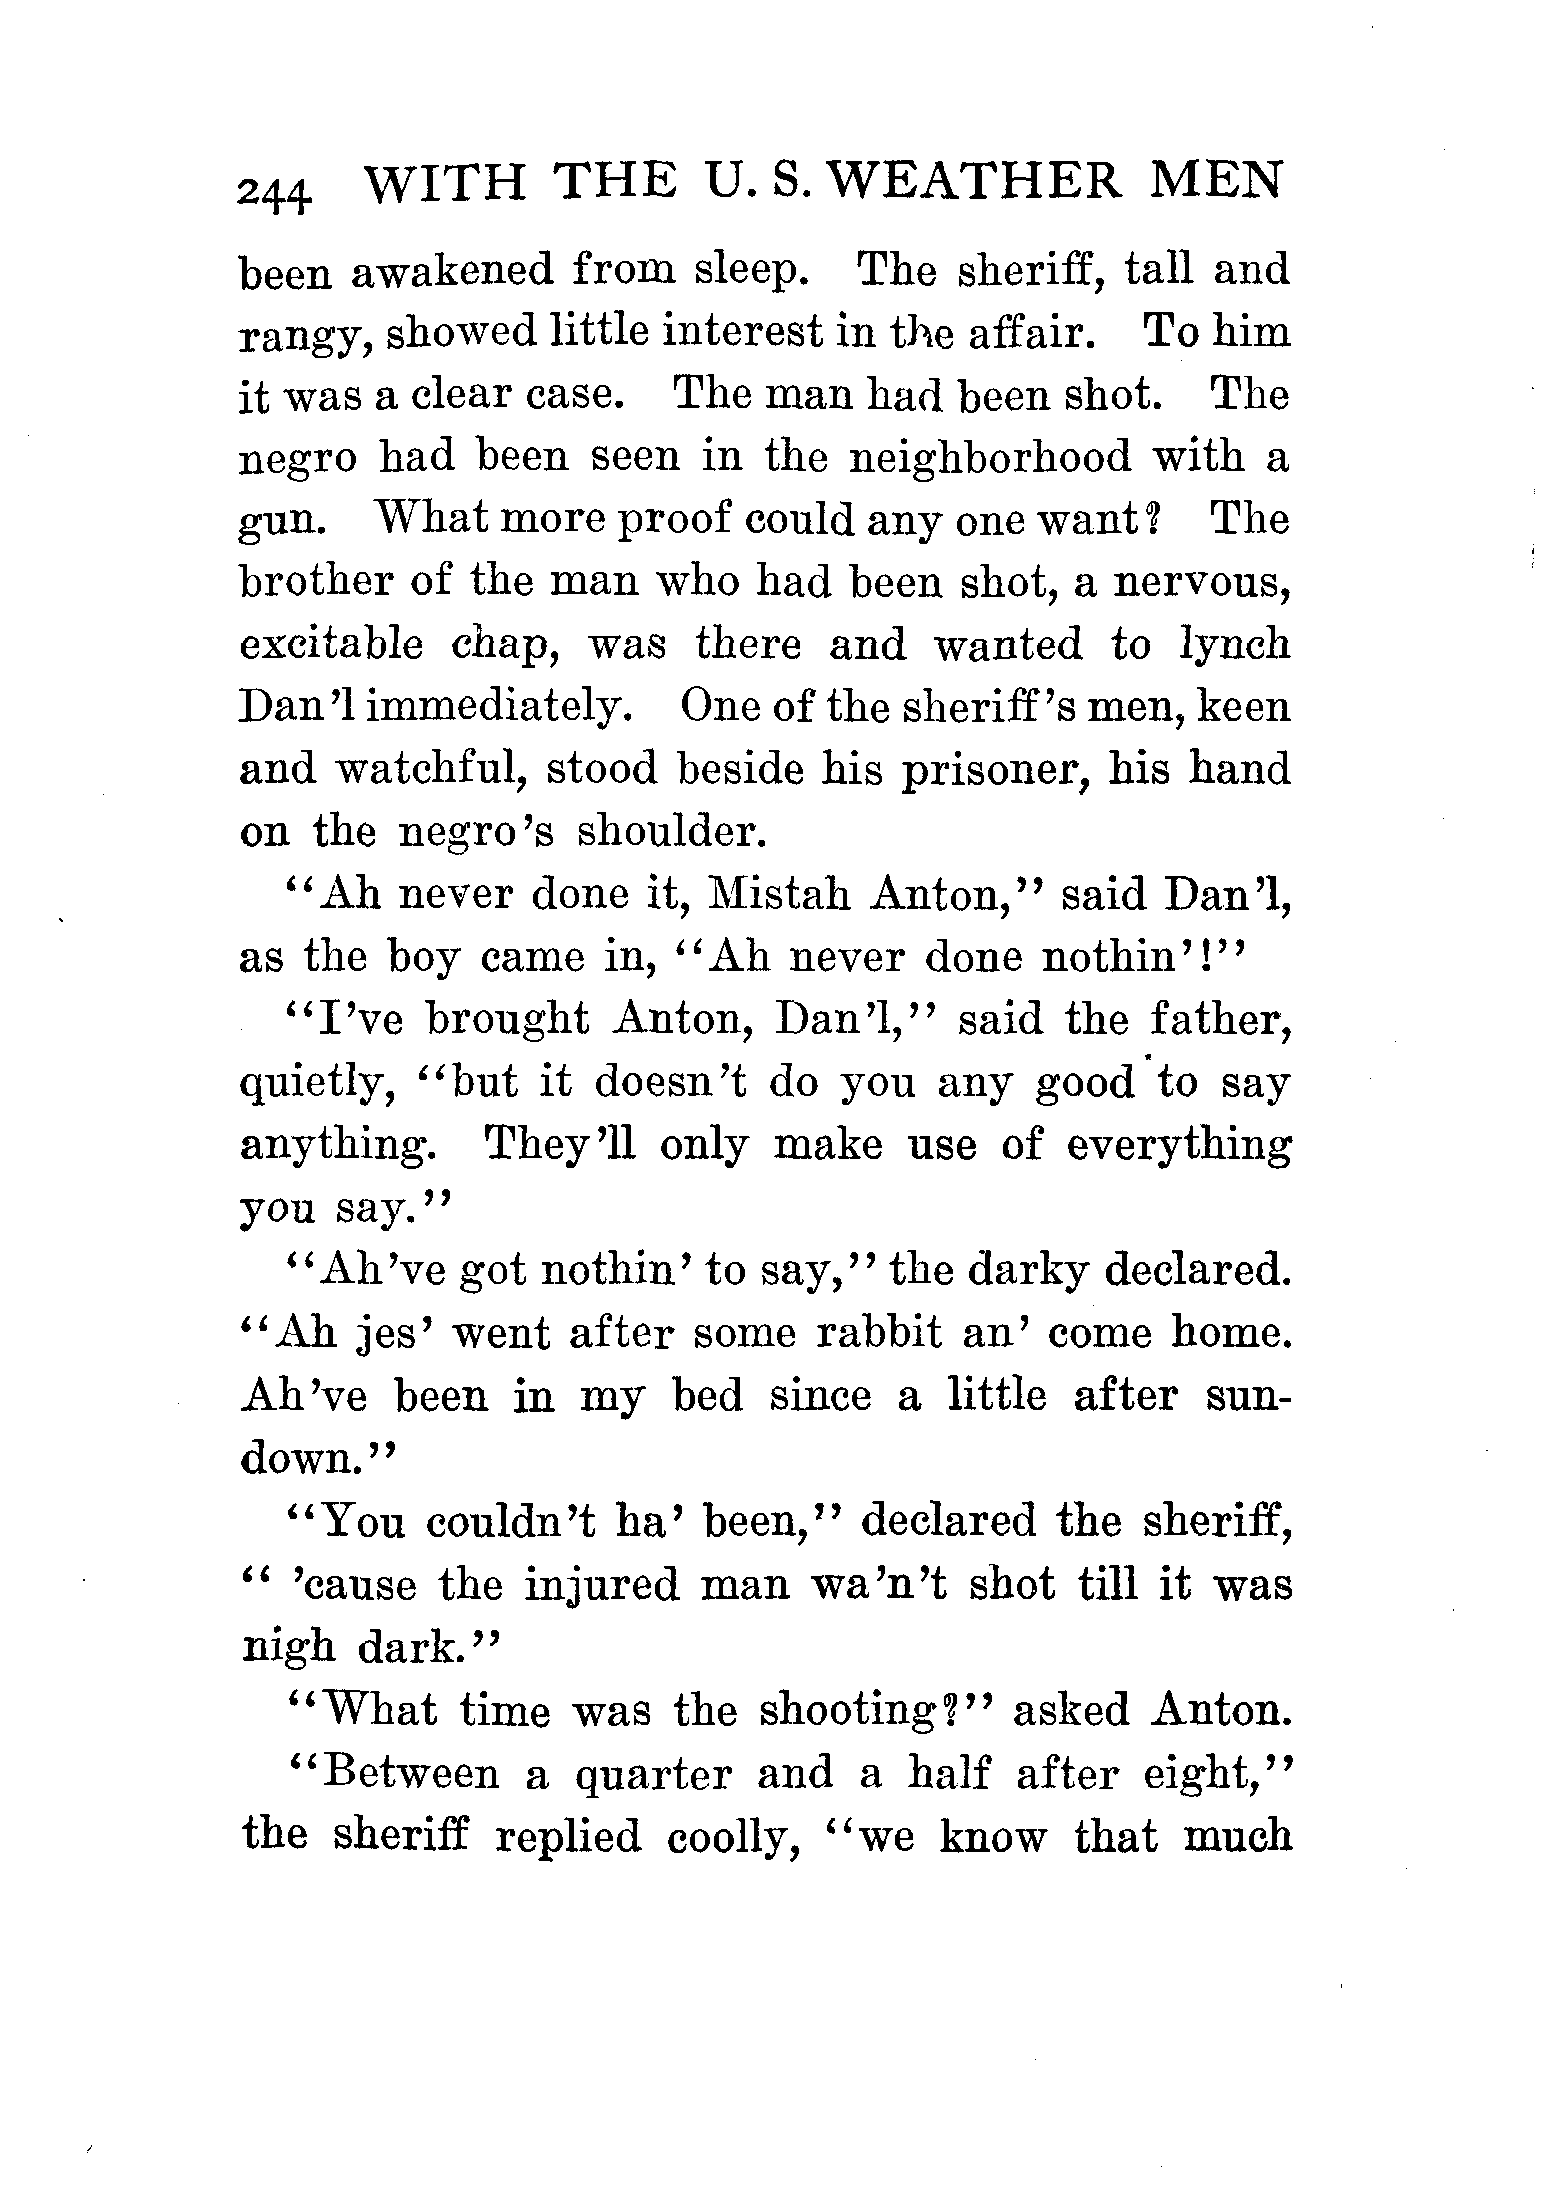 244 WITH THE U. S. WEATHER MEN
been awakened from sleep. The sheriff, tall and
rangy, showed little interest in the affair. To him
it was a clear case. The man had been shot. The
negro had been seen in the neighborhood with a
gun. What more proof could any one want? The
brother of the man who had been shot, a nervous,
excitable chap, was there and wanted to lynch
Dan'l immediately. One of the sheriff's men, keen
and watchful, stood beside his prisoner, his hand
on the negro's shoulder.
"Ah never done it, Mistah Anton," said Dan'l,
as the boy came in, "Ah never done nothin'!"
"I've brought Anton, Dan'l," said the father,
quietly, "but it doesn't do you any good to say
anything. They'll only make use of everything
you say."
"Ah've got nothin' to say," the darky declared.
"Ah jes' went after some rabbit an' come home.
Ah've been in my bed since a little after sun-
down."
"You couldn't ha' been," declared the sheriff,
" 'cause the injured man wa'n't shot till it was
nigh dark."
"What time was the shooting?" asked Anton.
"Between a quarter and a half after eight,"
the sheriff replied coolly, "we know that much